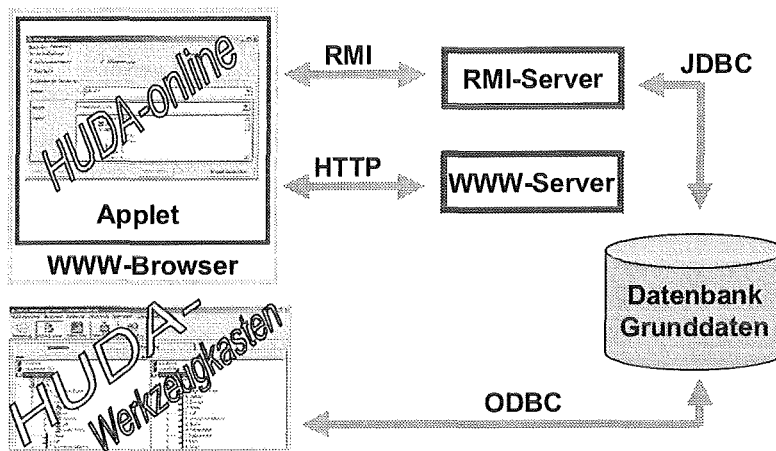 HUDA-online
Applet
WWW-Browser
RMI
RMI-Server
JDBC
HTTP
WWW-Server
Datenbank
Grunddaten
HUDA-
Werkzeugkasten
ODBC